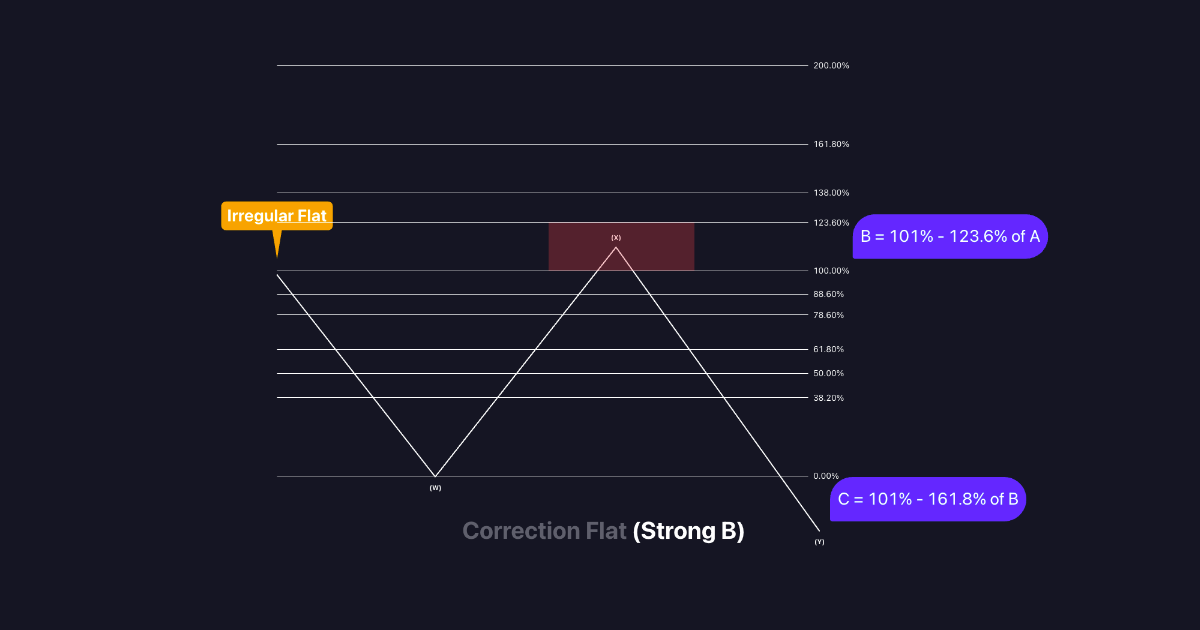 200.00%
161.80%
138.00%
Irregular Flat
123.60%
(X)
B = 101% - 123.6% of A
100.00%
88.60%
78.60%
61.80%
50.00%
38.20%
0.00%
(W)
C = 101% - 161.8% of B
Correction Flat (Strong B)
(Y)